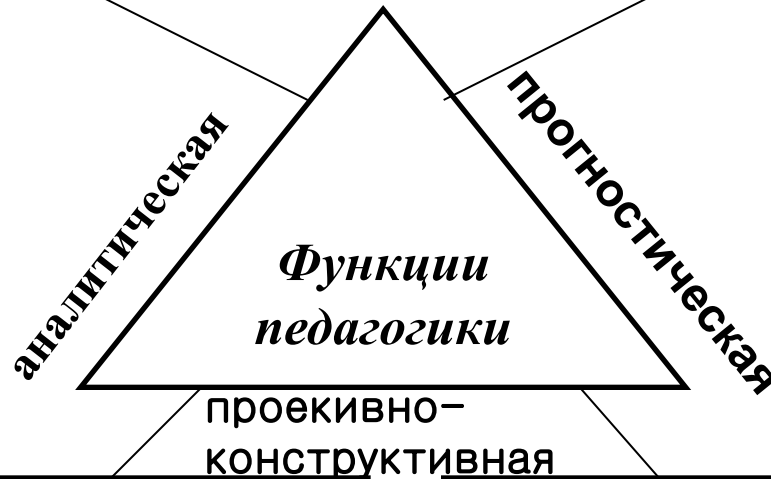 аналитическая
прогностическая
Функции
педагогики
проекивно-
конструктивная